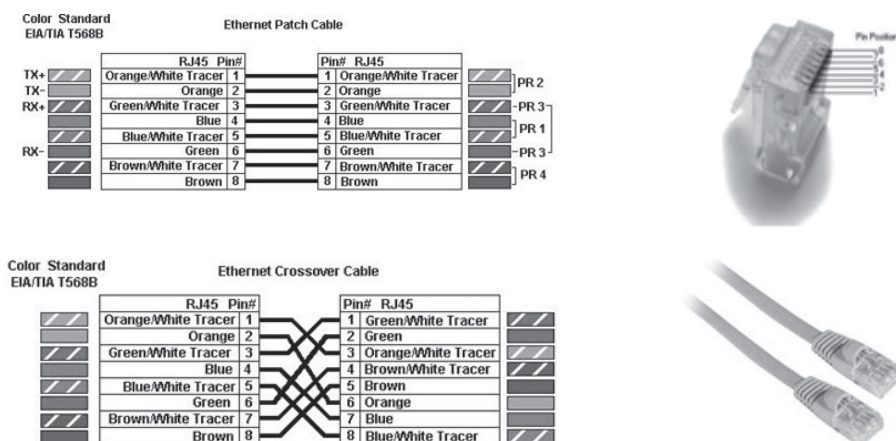 Color Standard
EIA/TIA T568B
Ethernet Patch Cable
RJ45 Pin# Pin# RJ45
TX+ Orange/White Tracer 1 1 Orange/White Tracer
TX- Orange 2 2 Orange PR 2
RX+ Green/White Tracer 3 3 Green/White Tracer PR 3
Blue 4 4 Blue
Blue/White Tracer 5 5 Blue/White Tracer PR 1
RX- Green 6 6 Green PR 3
Brown/White Tracer 7 7 Brown/White Tracer
Brown 8 8 Brown PR 4
Pin Position
Color Standard
EIA/TIA T568B
Ethernet Crossover Cable
RJ45 Pin# Pin# RJ45
Orange/White Tracer 1 1 Green/White Tracer
Orange 2 2 Green
Green/White Tracer 3 3 Orange/White Tracer
Blue 4 4 Brown/White Tracer
Blue/White Tracer 5 5 Brown
Green 6 6 Orange
Brown/White Tracer 7 7 Blue
Brown 8 8 Blue/White Tracer